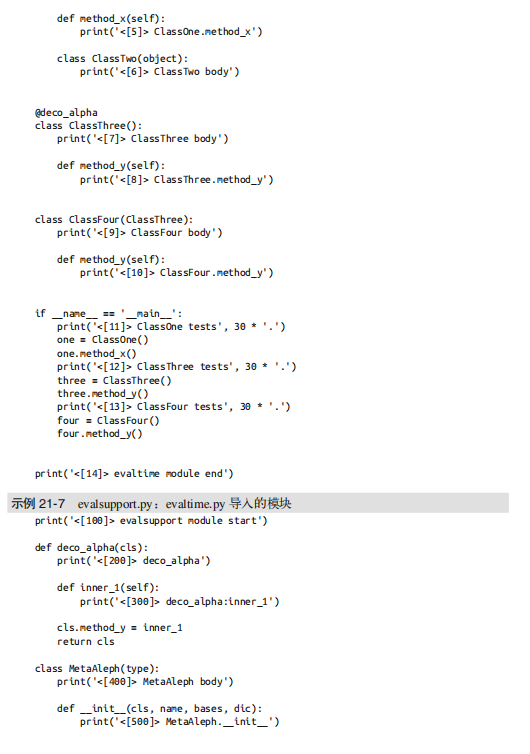 def method_x(self):
        print('<[5]> ClassOne.method_x')
    class ClassTwo(object):
        print('<[6]> ClassTwo body')
@deco_alpha
class ClassThree():
    print('<[7]> ClassThree body')
    def method_y(self):
        print('<[8]> ClassThree.method_y')
class ClassFour(ClassThree):
    print('<[9]> ClassFour body')
    def method_y(self):
        print('<[10]> ClassFour.method_y')
if __name__ == '__main__':
    print('<[11]> ClassOne tests', 30 * '.')
    one = ClassOne()
    one.method_x()
    print('<[12]> ClassThree tests', 30 * '.')
    three = ClassThree()
    three.method_y()
    print('<[13]> ClassFour tests', 30 * '.')
    four = ClassFour()
    four.method_y()
print('<[14]> evaltime module end')
示例 21-7 evalsupport.py：evaltime.py 导入的模块
print('<[100]> evalsupport module start')
def deco_alpha(cls):
    print('<[200]> deco_alpha')
    def inner_1(self):
        print('<[300]> deco_alpha:inner_1')
    cls.method_y = inner_1
    return cls
class MetaAleph(type):
    print('<[400]> MetaAleph body')
    def __init__(cls, name, bases, dic):
        print('<[500]> MetaAleph.__init__')